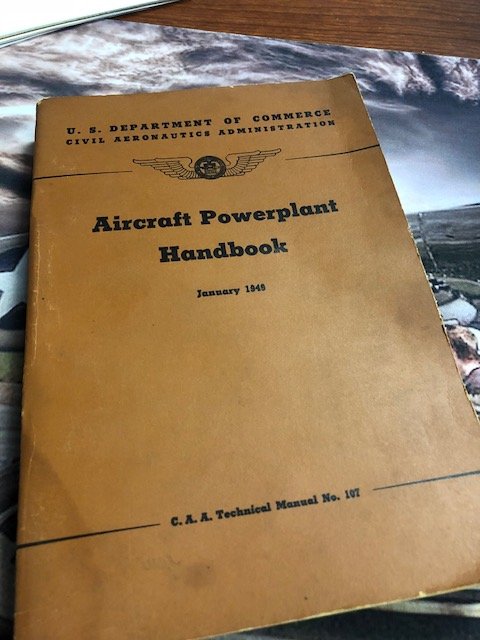 U. S. DEPARTMENT OF COMMERCE
CIVIL AERONAUTICS ADMINISTRATION
Aircraft Powerplant
Handbook
January 1949
C. A. A. Technical Manual No. 107